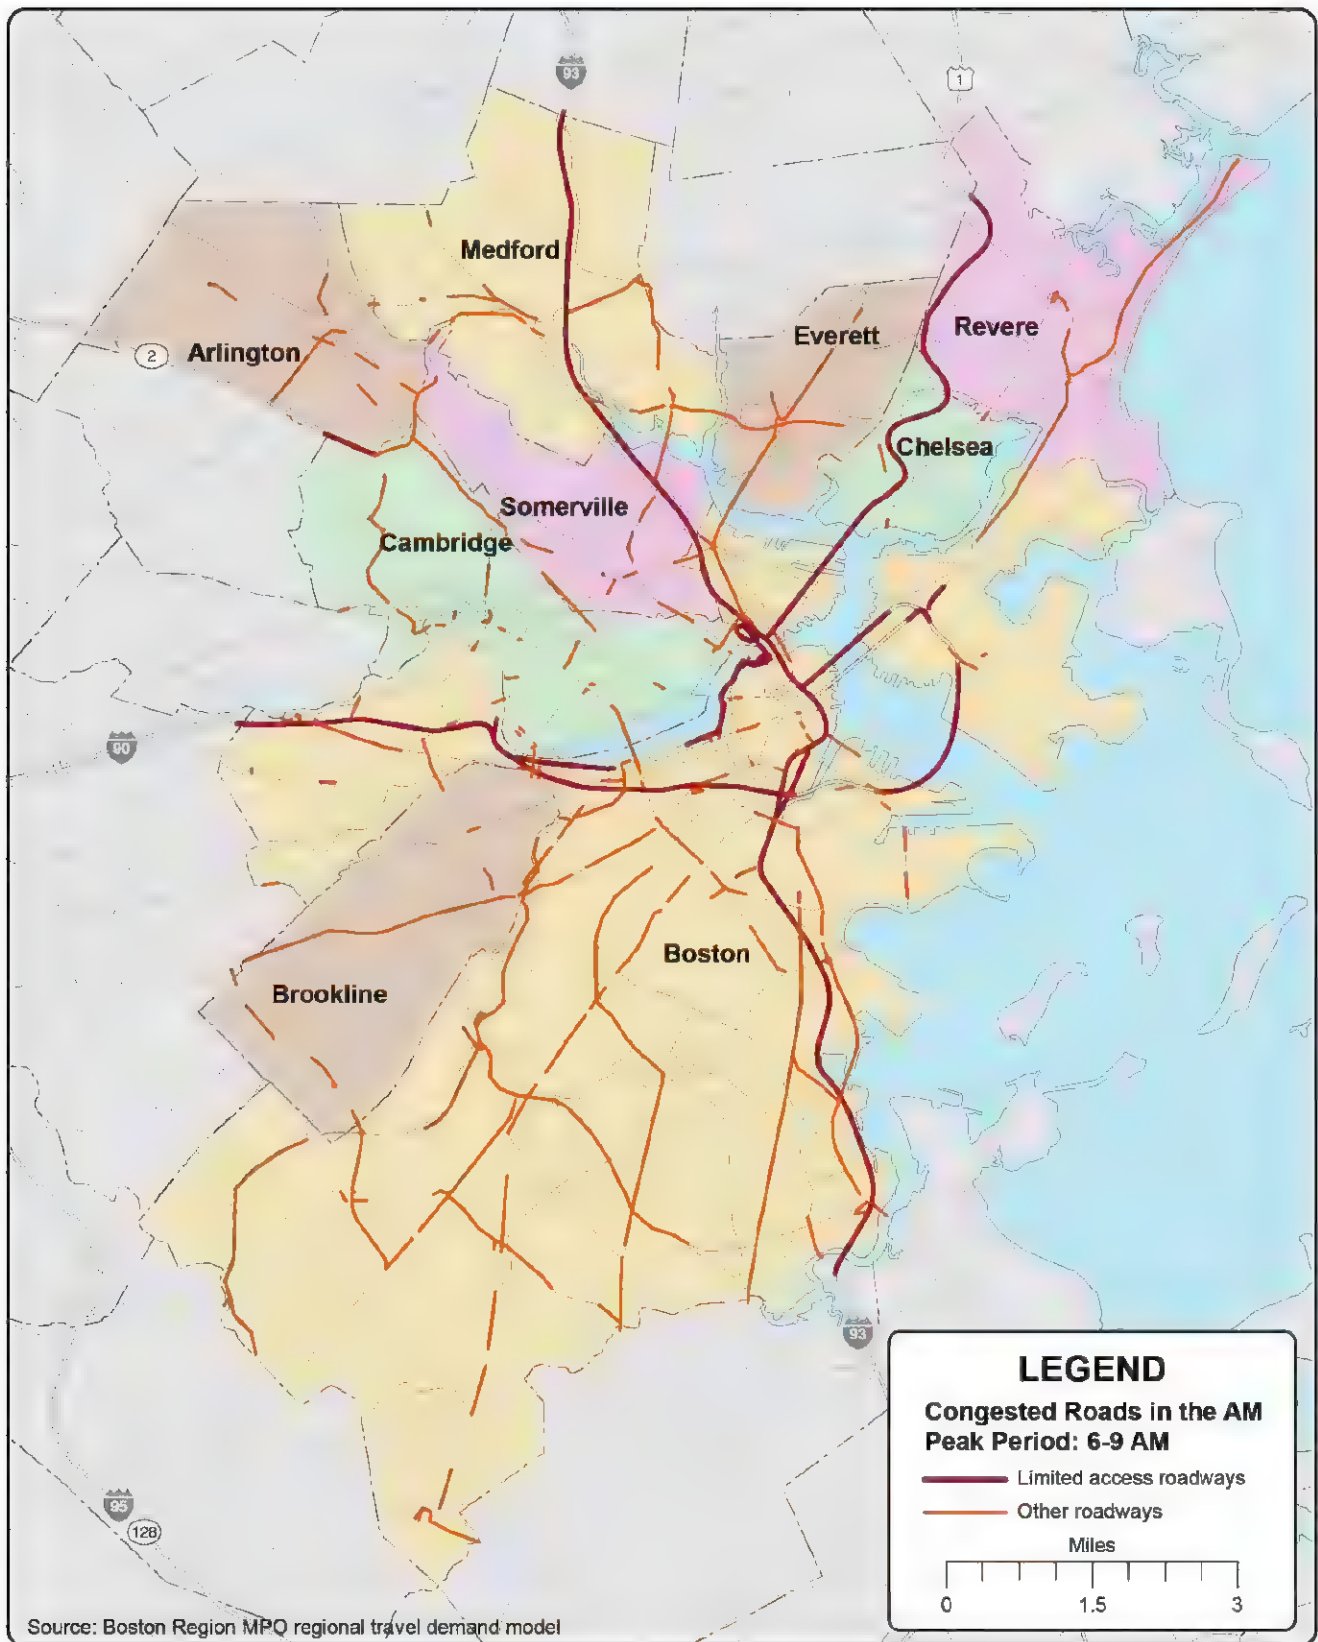 93
1
Medford
Everett
Revere
2
Arlington
Chelsea
Somerville
Cambridge
90
Boston
Brookline
93
LEGEND
Congested Roads in the AM
Peak Period: 6-9 AM
Limited access roadways
Other roadways
Miles
0 1.5 3
95
128
Source: Boston Region MPO regional travel demand model